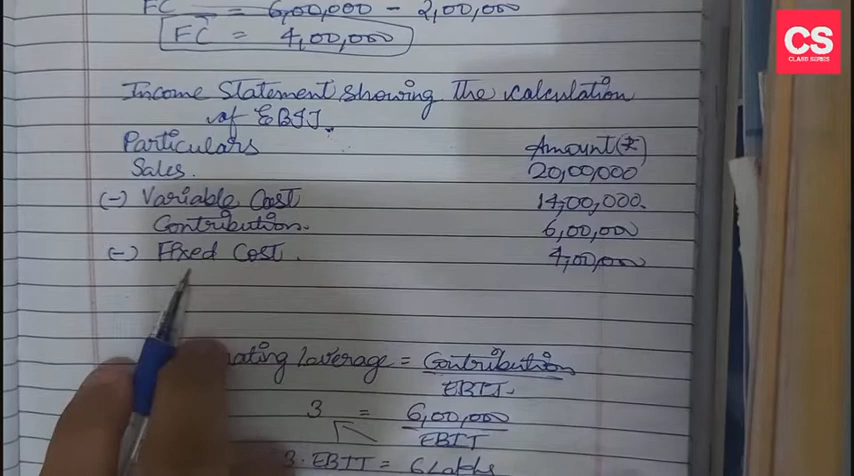 FC = 6,00,000 - 2,00,000
FC = 4,00,000
CS
CLASS SERIES
Income Statement showing the calculation
of EBIT.
Particulars Amount (₹)
Sales. 20,00,000
(-) Variable Cost 14,00,000.
Contribution. 6,00,000
(-) Fixed Cost. 4,00,000
ating Leverage = Contribution
EBIT.
3 = 6,00,000
EBIT
3. EBIT = 6 Lakhs